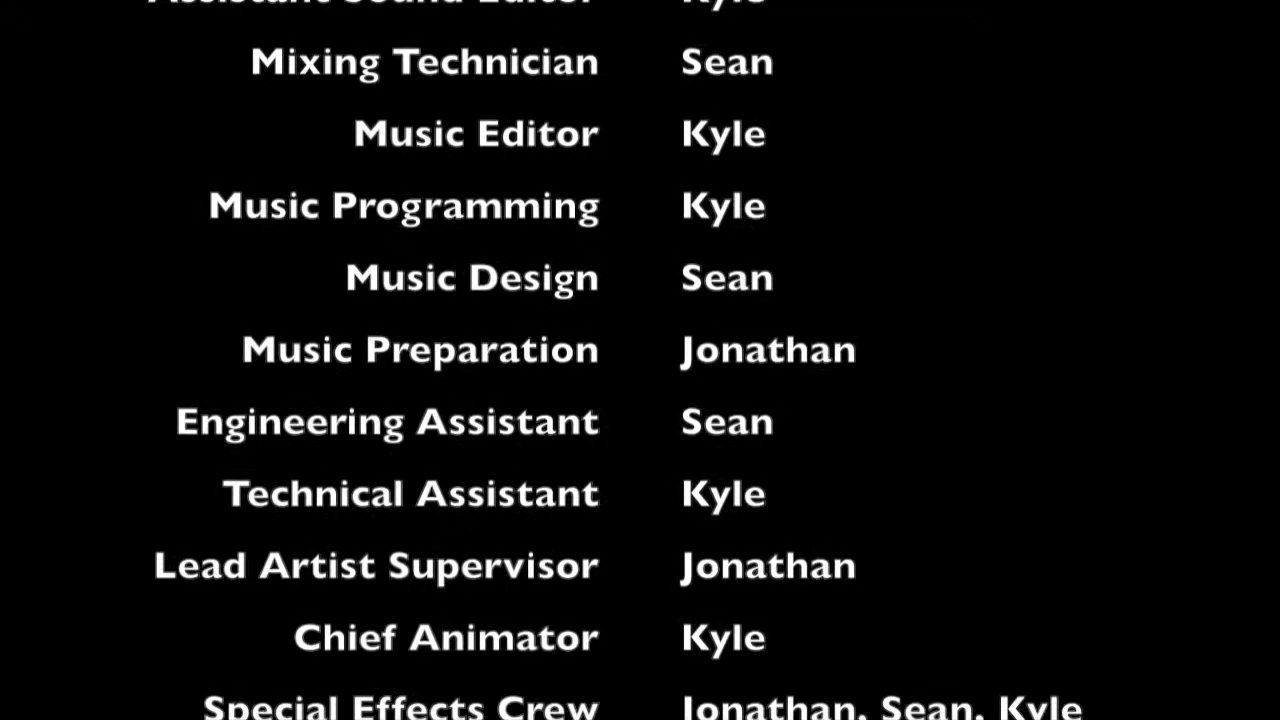 Assistant Sound Editor Kyle
Mixing Technician Sean
Music Editor Kyle
Music Programming Kyle
Music Design Sean
Music Preparation Jonathan
Engineering Assistant Sean
Technical Assistant Kyle
Lead Artist Supervisor Jonathan
Chief Animator Kyle
Special Effects Crew Jonathan, Sean, Kyle